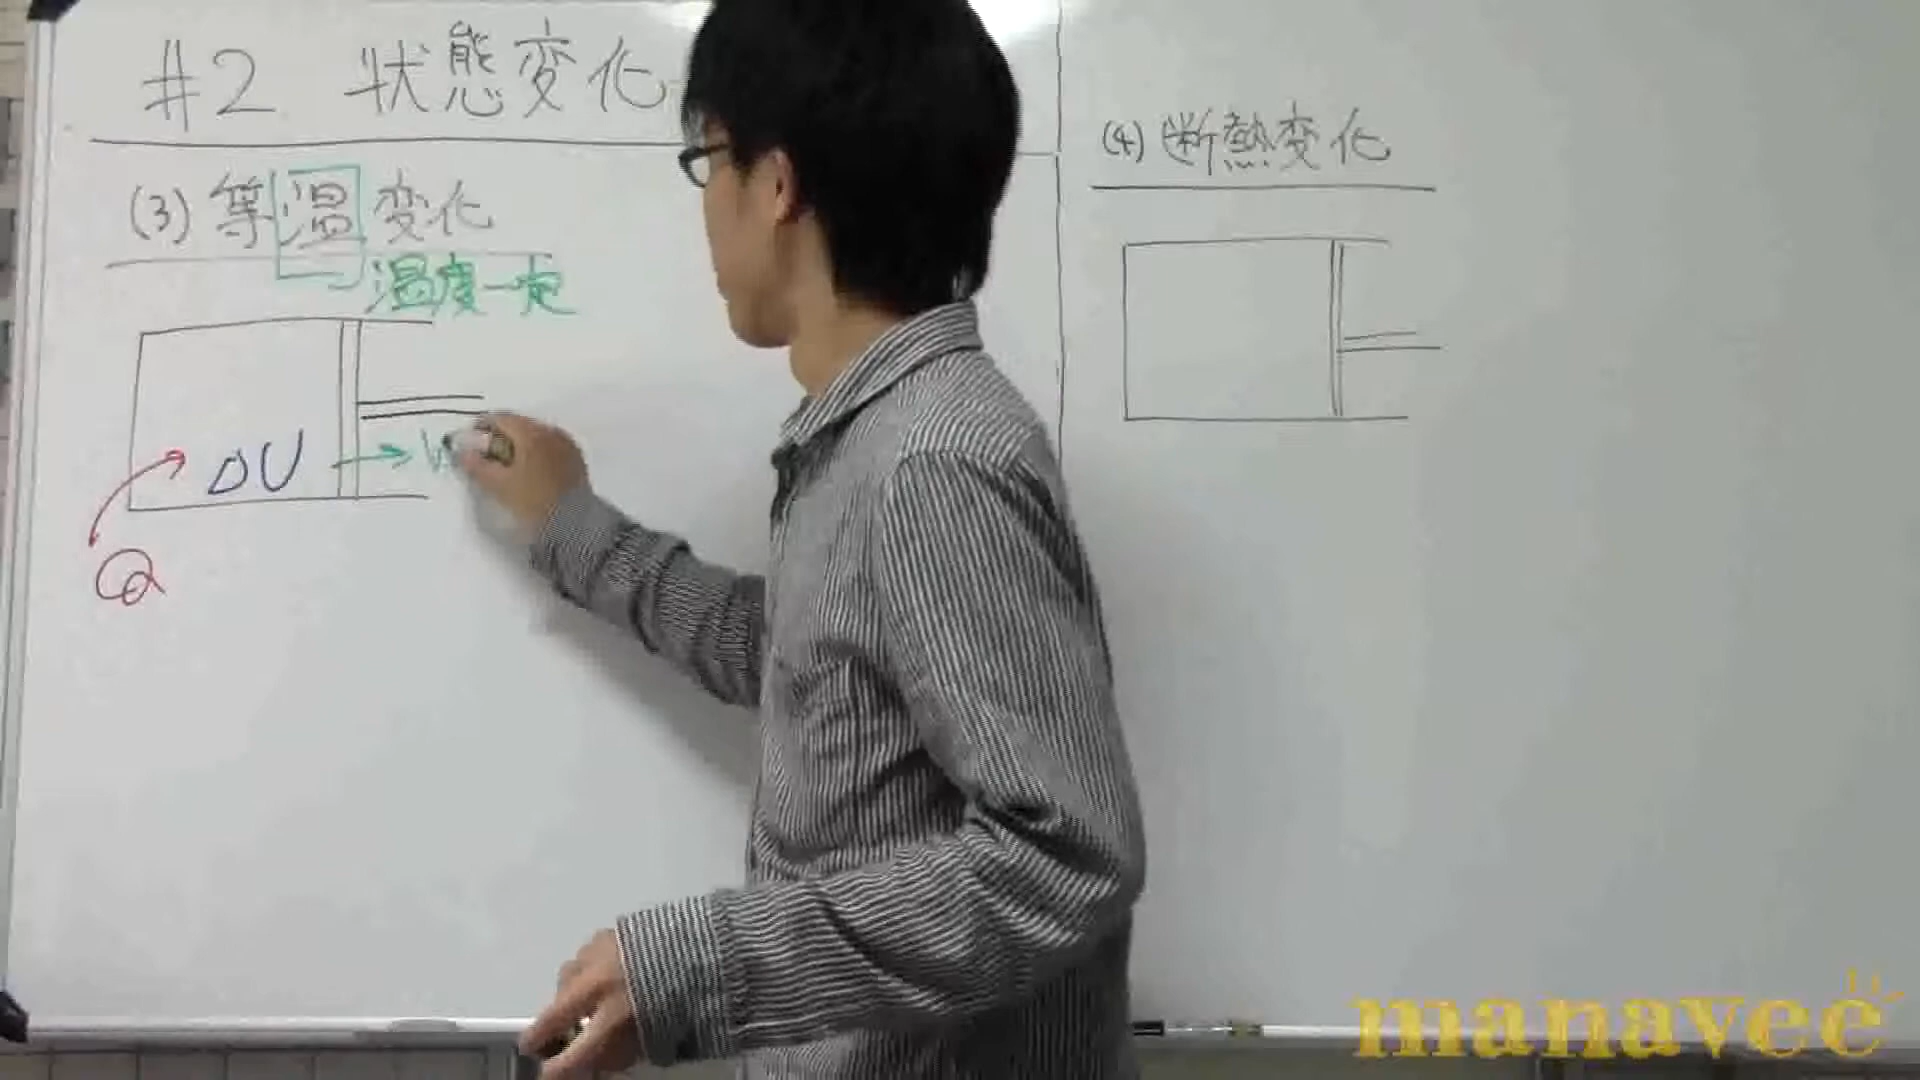 #2 状態変化
(3) 等温変化
温度一定
ΔU
W
Q
(4) 断熱変化
manavee